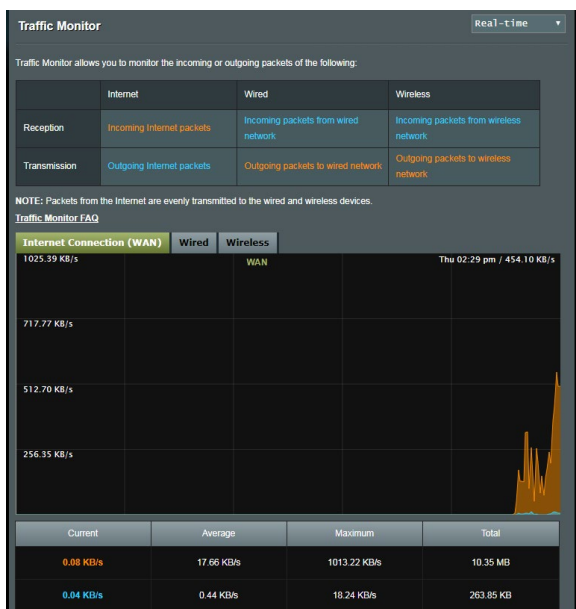 Traffic Monitor
Real-time
Traffic Monitor allows you to monitor the incoming or outgoing packets of the following:
Internet Wired Wireless
Reception Incoming Internet packets Incoming packets from wired network Incoming packets from wireless network
Transmission Outgoing Internet packets Outgoing packets to wired network Outgoing packets to wireless network
NOTE: Packets from the Internet are evenly transmitted to the wired and wireless devices.
Traffic Monitor FAQ
Internet Connection (WAN) Wired Wireless
1025.39 KB/s WAN Thu 02:29 pm / 454.10 KB/s
717.77 KB/s
512.70 KB/s
256.35 KB/s
Current Average Maximum Total
0.08 KB/s 17.66 KB/s 1013.22 KB/s 10.35 MB
0.04 KB/s 0.44 KB/s 18.24 KB/s 263.85 KB